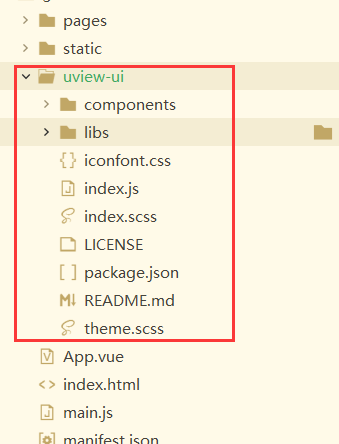 pages
static
uview-ui
components
libs
iconfont.css
index.js
index.scss
LICENSE
package.json
README.md
theme.scss
App.vue
index.html
main.js
manifest.json